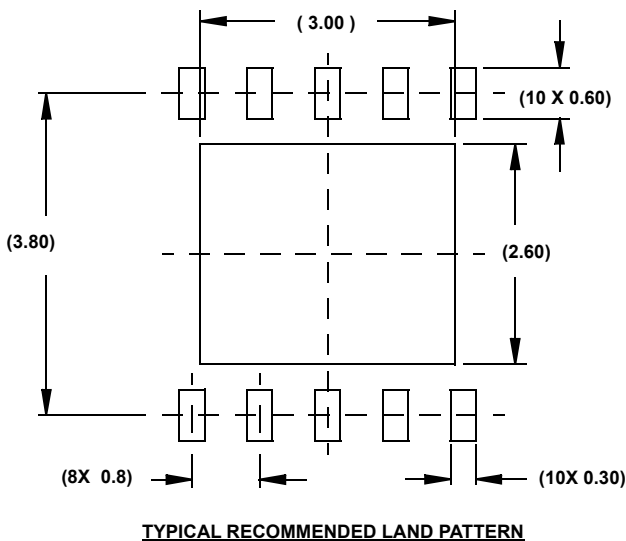 ( 3.00 )
(10 X 0.60)
(3.80)
(2.60)
(8X 0.8)
(10X 0.30)
TYPICAL RECOMMENDED LAND PATTERN